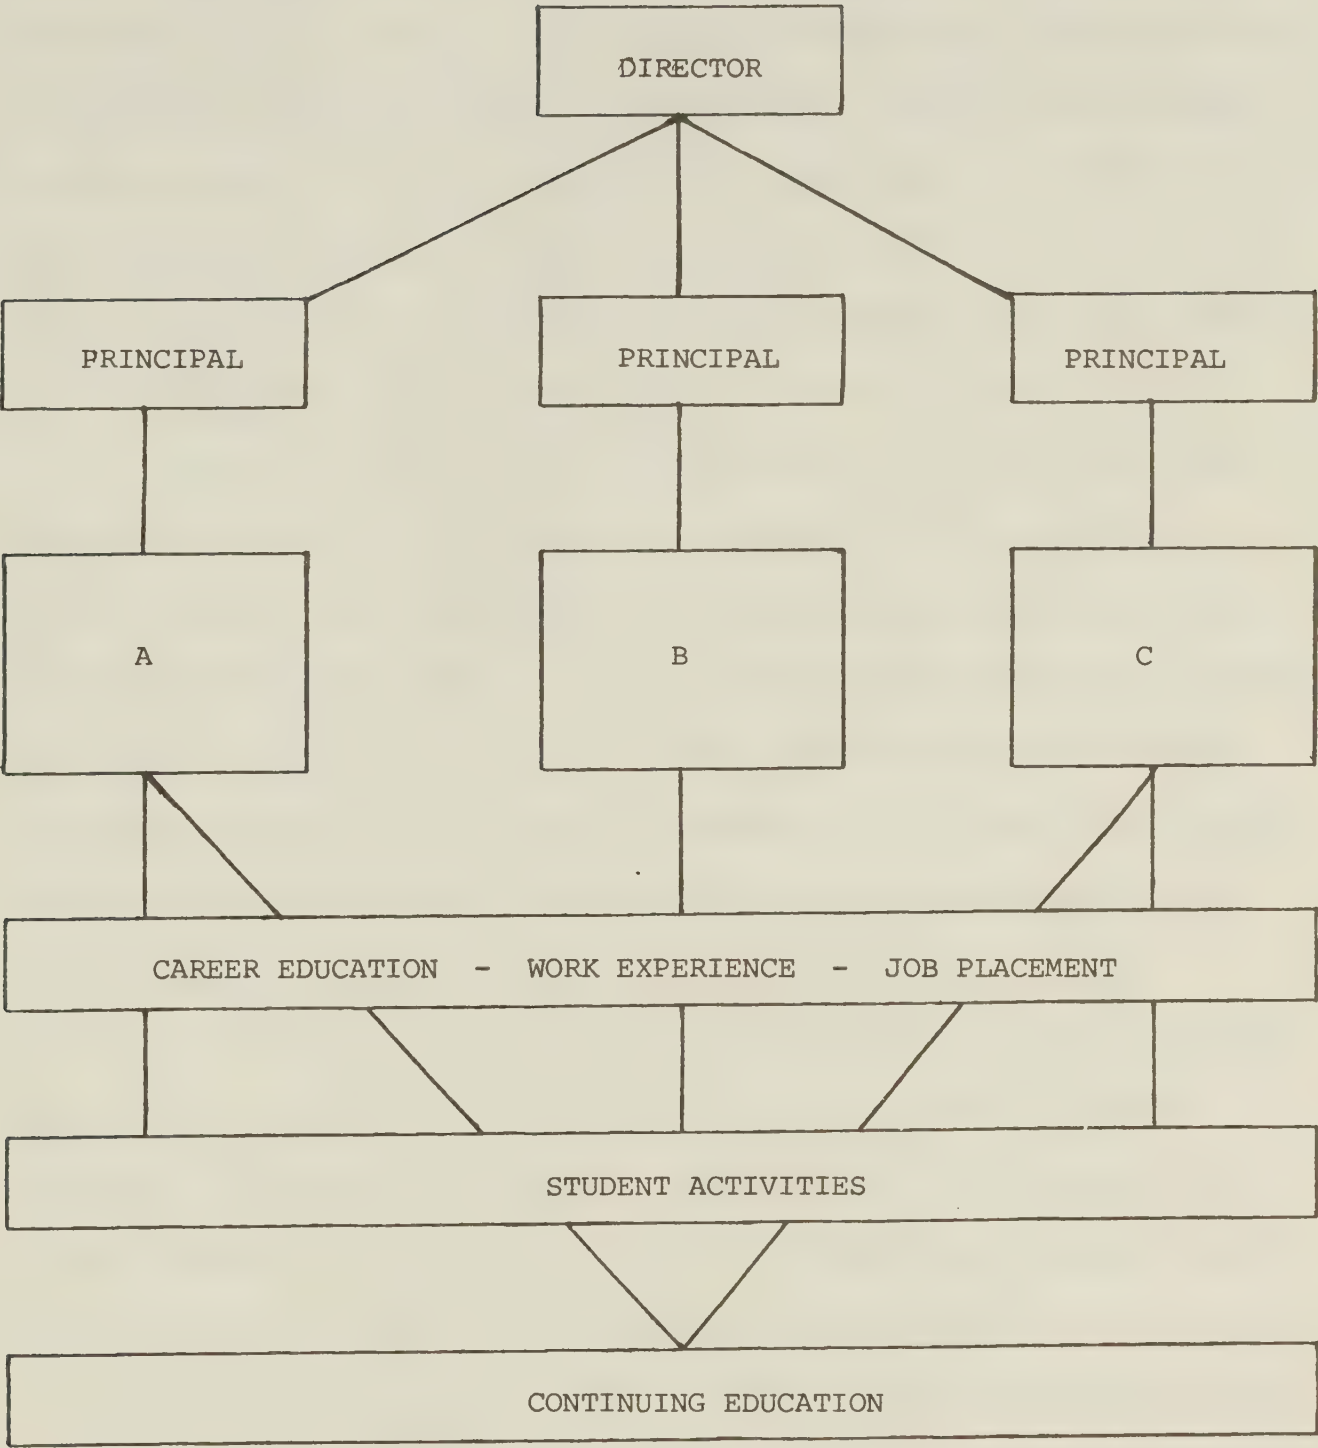 DIRECTOR
PRINCIPAL PRINCIPAL PRINCIPAL
A B C
CAREER EDUCATION - WORK EXPERIENCE - JOB PLACEMENT
STUDENT ACTIVITIES
CONTINUING EDUCATION